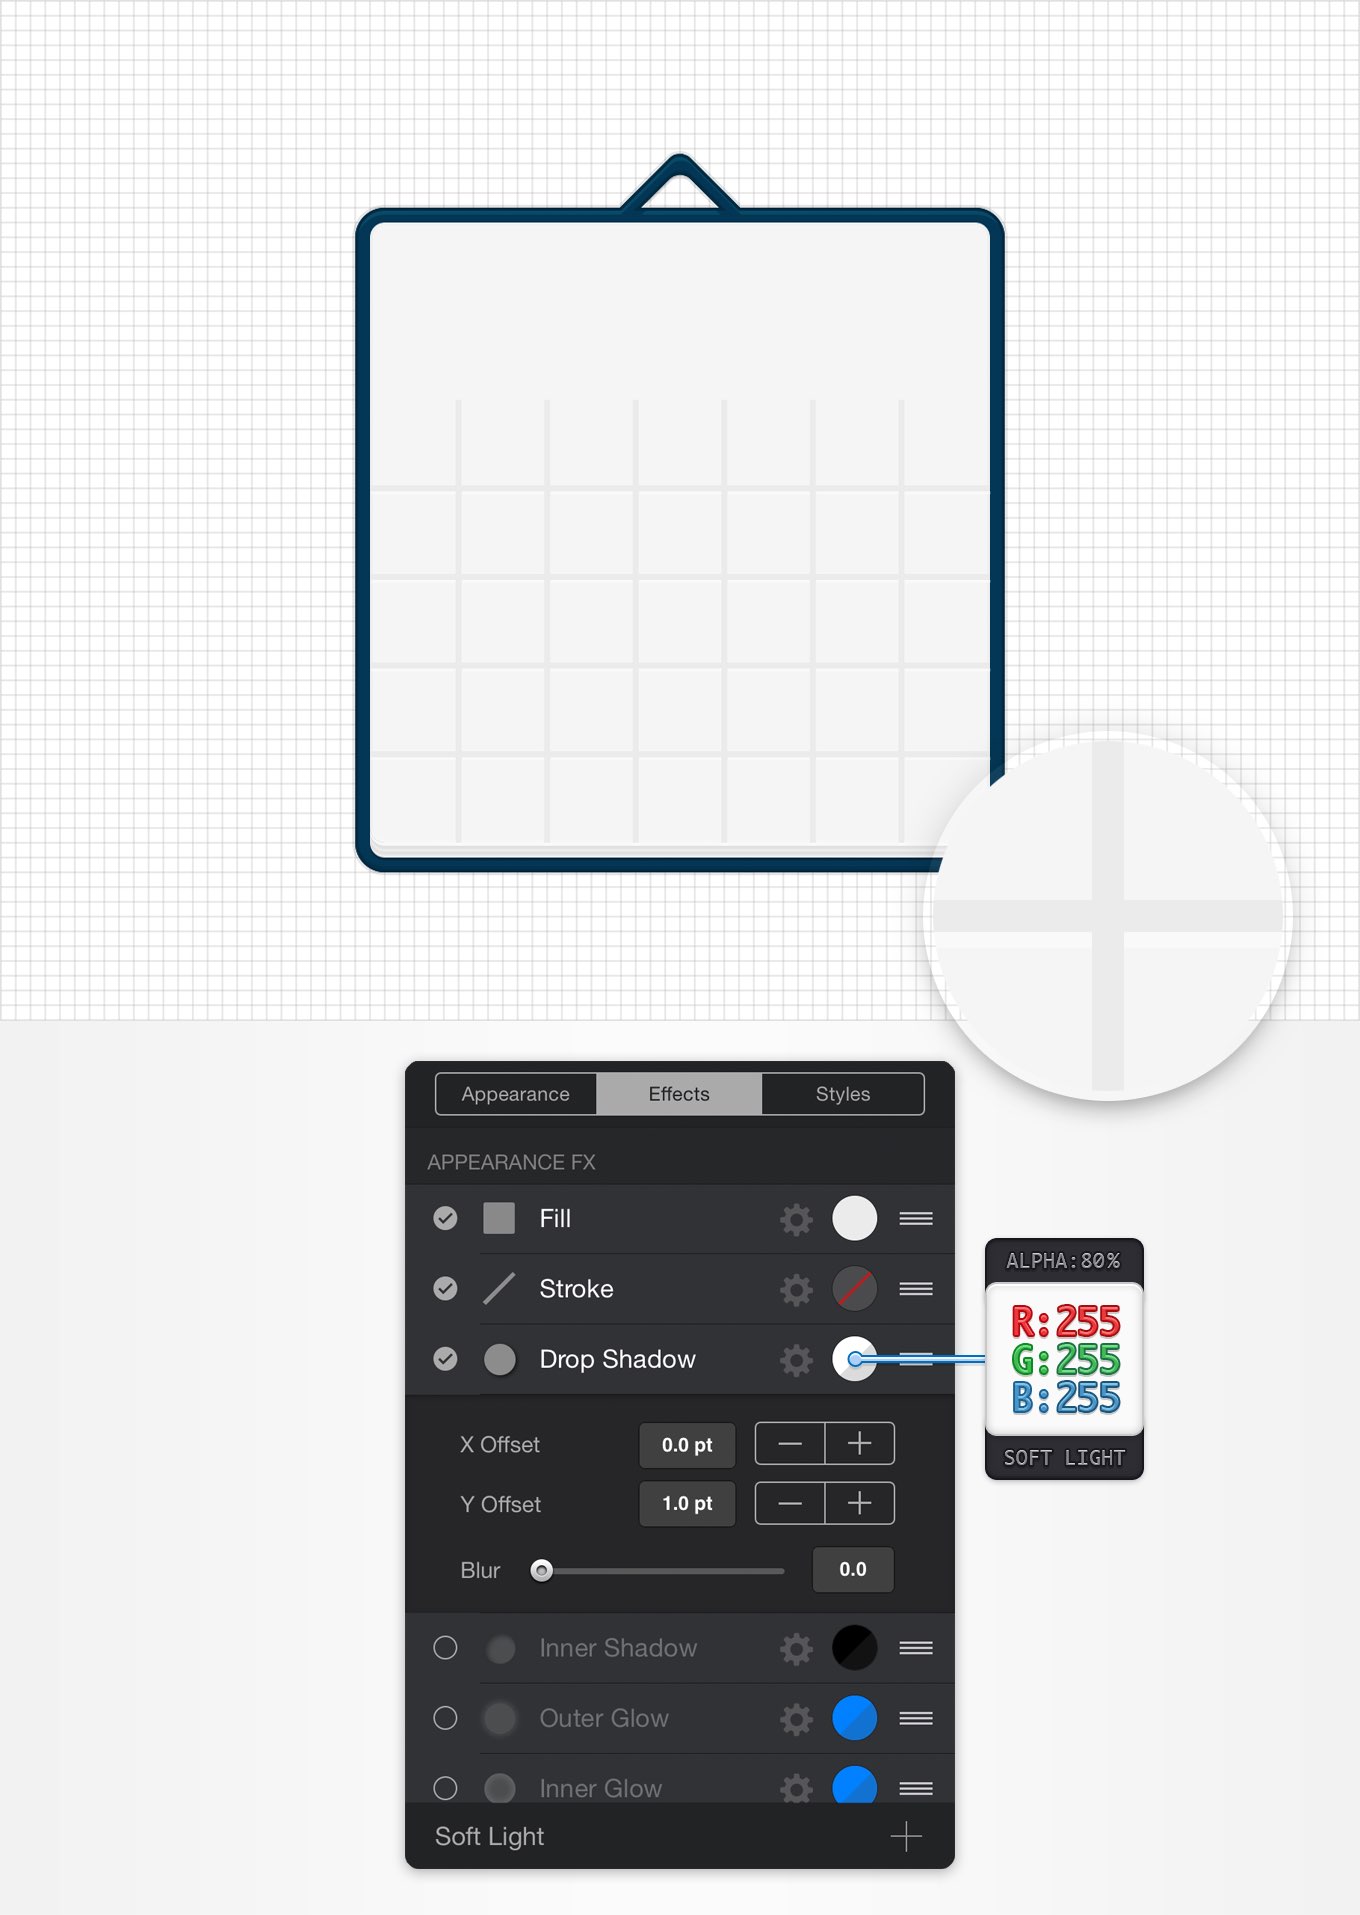 Appearance
Effects
Styles
APPEARANCE FX
Fill
Stroke
Drop Shadow
ALPHA:80%
R:255
G:255
B:255
SOFT LIGHT
X Offset
0.0 pt
Y Offset
1.0 pt
Blur
0.0
Inner Shadow
Outer Glow
Inner Glow
Soft Light